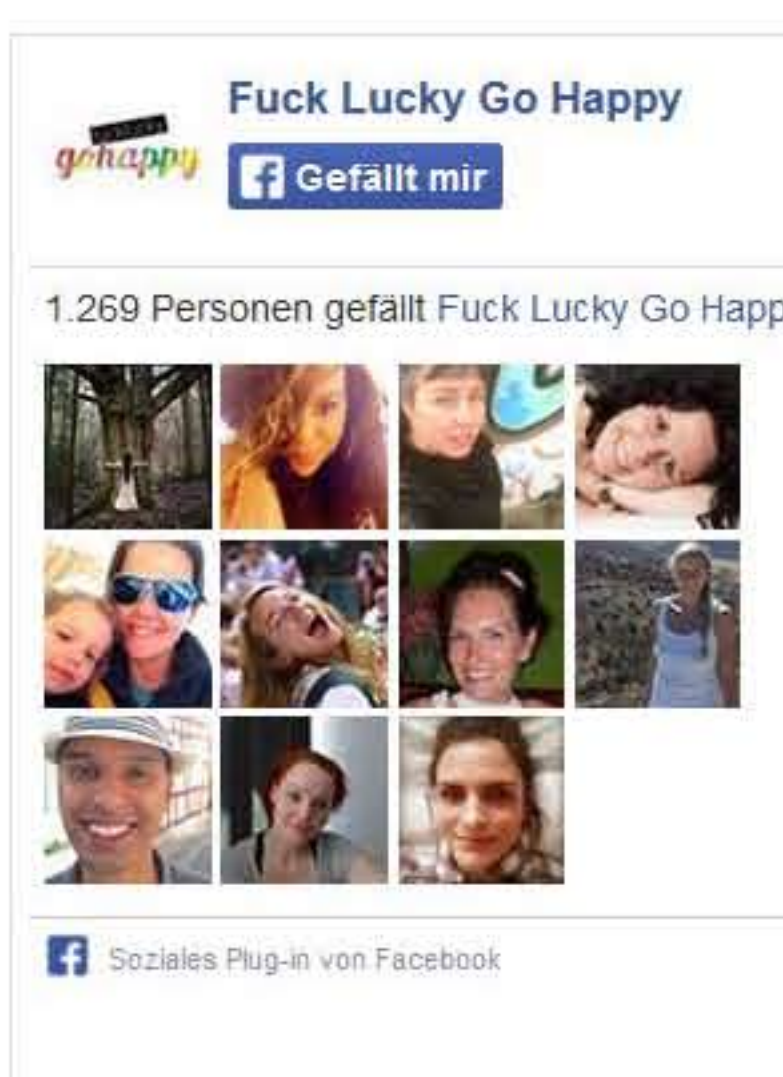 Fuck Lucky Go Happy
gohappy
Gefällt mir
1.269 Personen gefällt Fuck Lucky Go Happ
Soziales Plug-in von Facebook